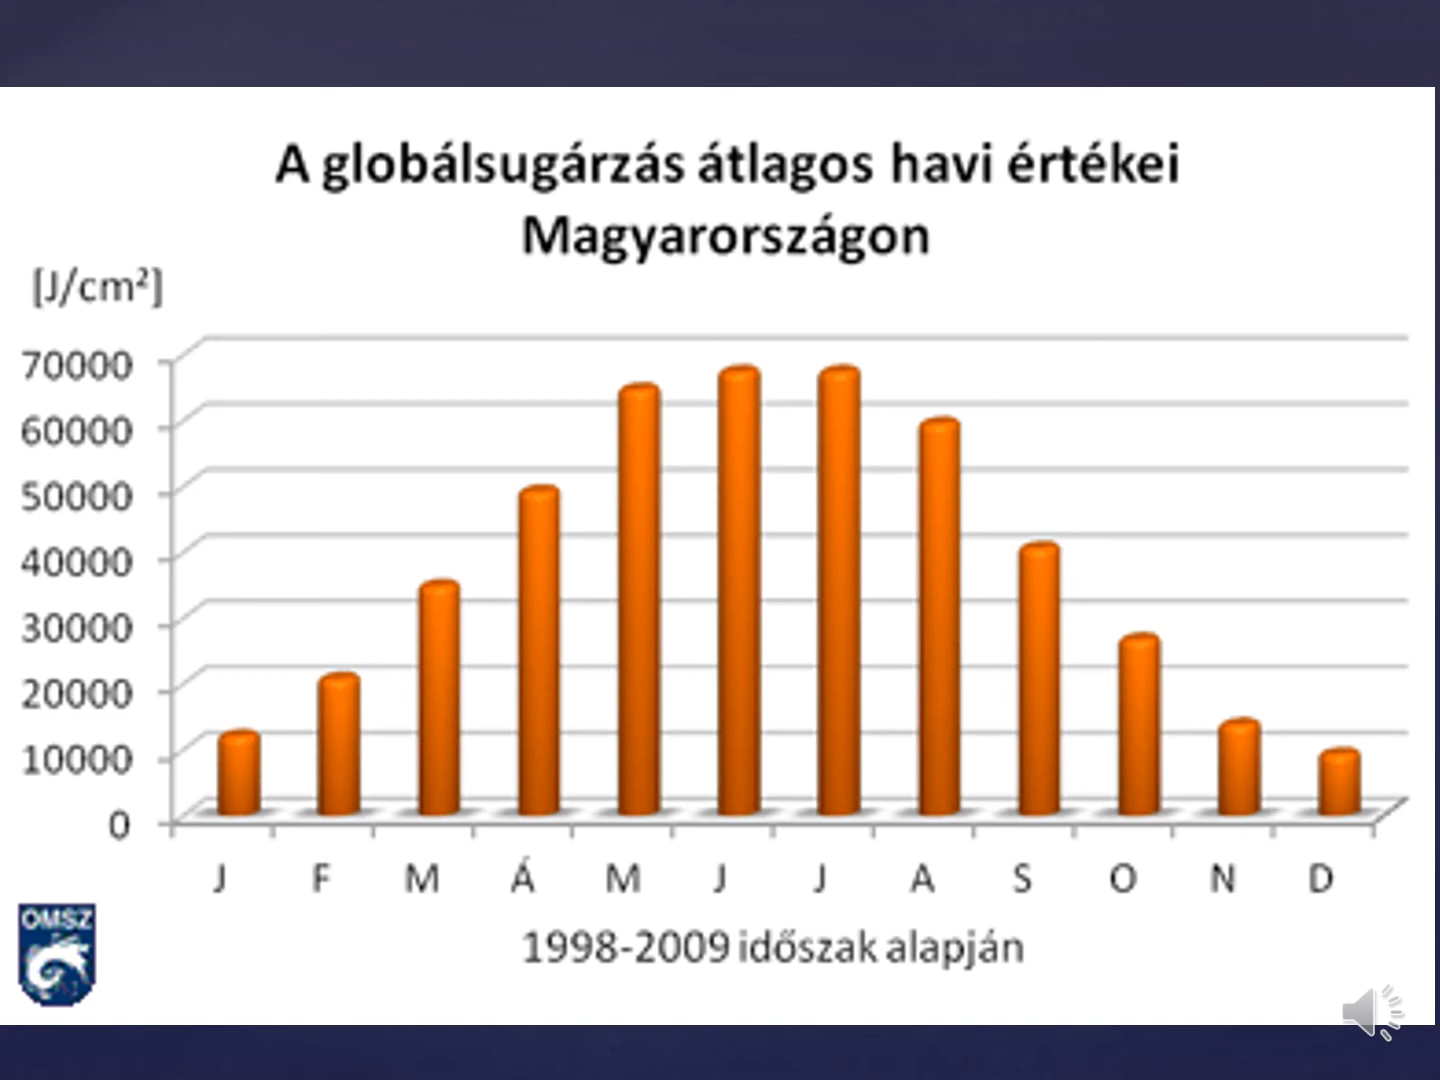 A globálsugárzás átlagos havi értékei
Magyarországon
[J/cm²]
70000
60000
50000
40000
30000
20000
10000
0
J F M Á M J J A S O N D
OMSZ
1998-2009 időszak alapján